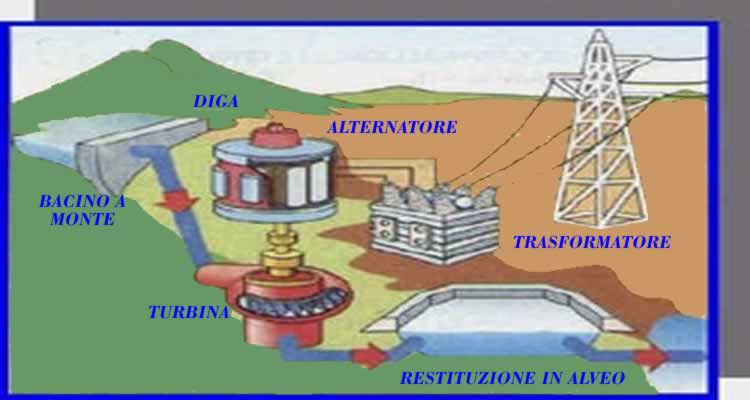 DIGA
ALTERNATORE
BACINO A
MONTE
TRASFORMATORE
TURBINA
RESTITUZIONE IN ALVEO